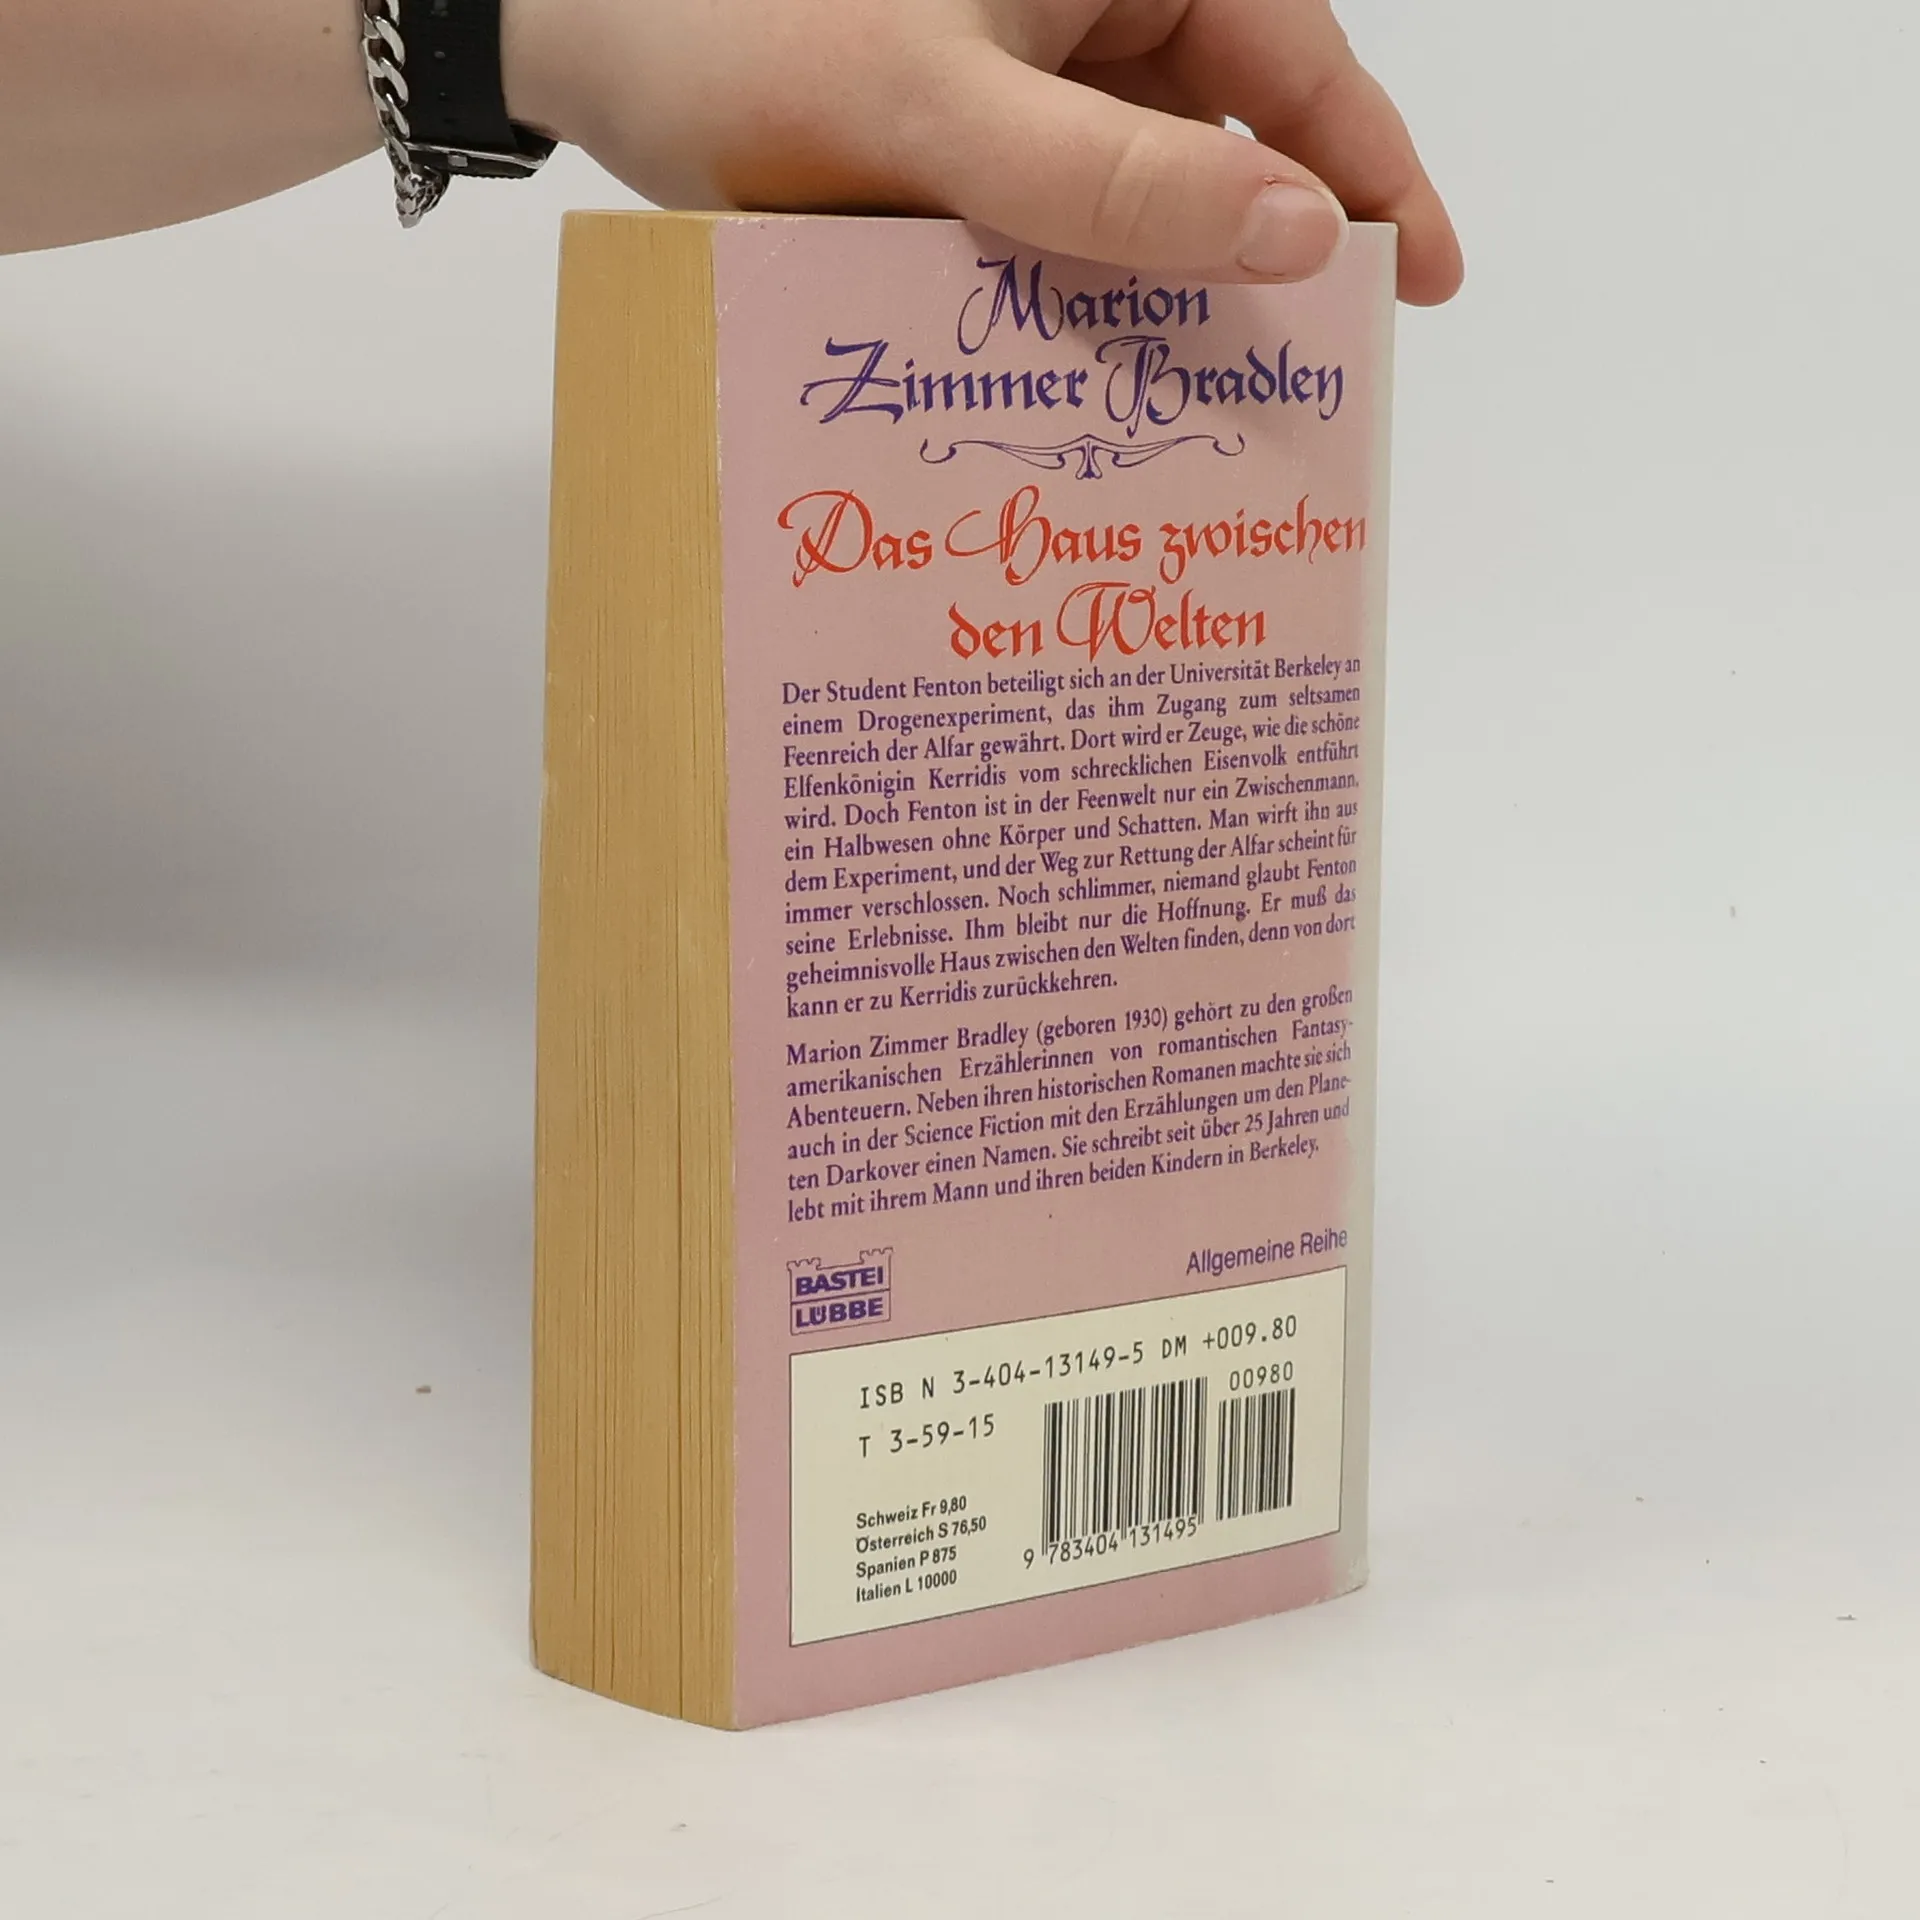 Marion
Zimmer Bradley
Das Haus zwischen
den Welten
Der Student Fenton beteiligt sich an der Universität Berkeley an
einem Drogenexperiment, das ihm Zugang zum seltsamen
Feenreich der Alfar gewährt. Dort wird er Zeuge, wie die schöne
Elfenkönigin Kerridis vom schrecklichen Eisenvolk entführt
wird. Doch Fenton ist in der Feenwelt nur ein Zwischenmann,
ein Halbwesen ohne Körper und Schatten. Man wirft ihn aus
dem Experiment, und der Weg zur Rettung der Alfar scheint für
immer verschlossen. Noch schlimmer, niemand glaubt Fenton
seine Erlebnisse. Ihm bleibt nur die Hoffnung. Er muß das
geheimnisvolle Haus zwischen den Welten finden, denn von dort
kann er zu Kerridis zurückkehren.
Marion Zimmer Bradley (geboren 1930) gehört zu den großen
amerikanischen Erzählerinnen von romantischen Fantasy-
Abenteuern. Neben ihren historischen Romanen machte sie sich
auch in der Science Fiction mit den Erzählungen um den Plane-
ten Darkover einen Namen. Sie schreibt seit über 25 Jahren und
lebt mit ihrem Mann und ihren beiden Kindern in Berkeley.
BASTEI
LÜBBE
Allgemeine Reihe
ISB N 3-404-13149-5 DM +009.80
T 3-59-15
00980
Schweiz Fr 9,80
Österreich S 76,50
Spanien P 875
Italien L 10000
9 783404 131495